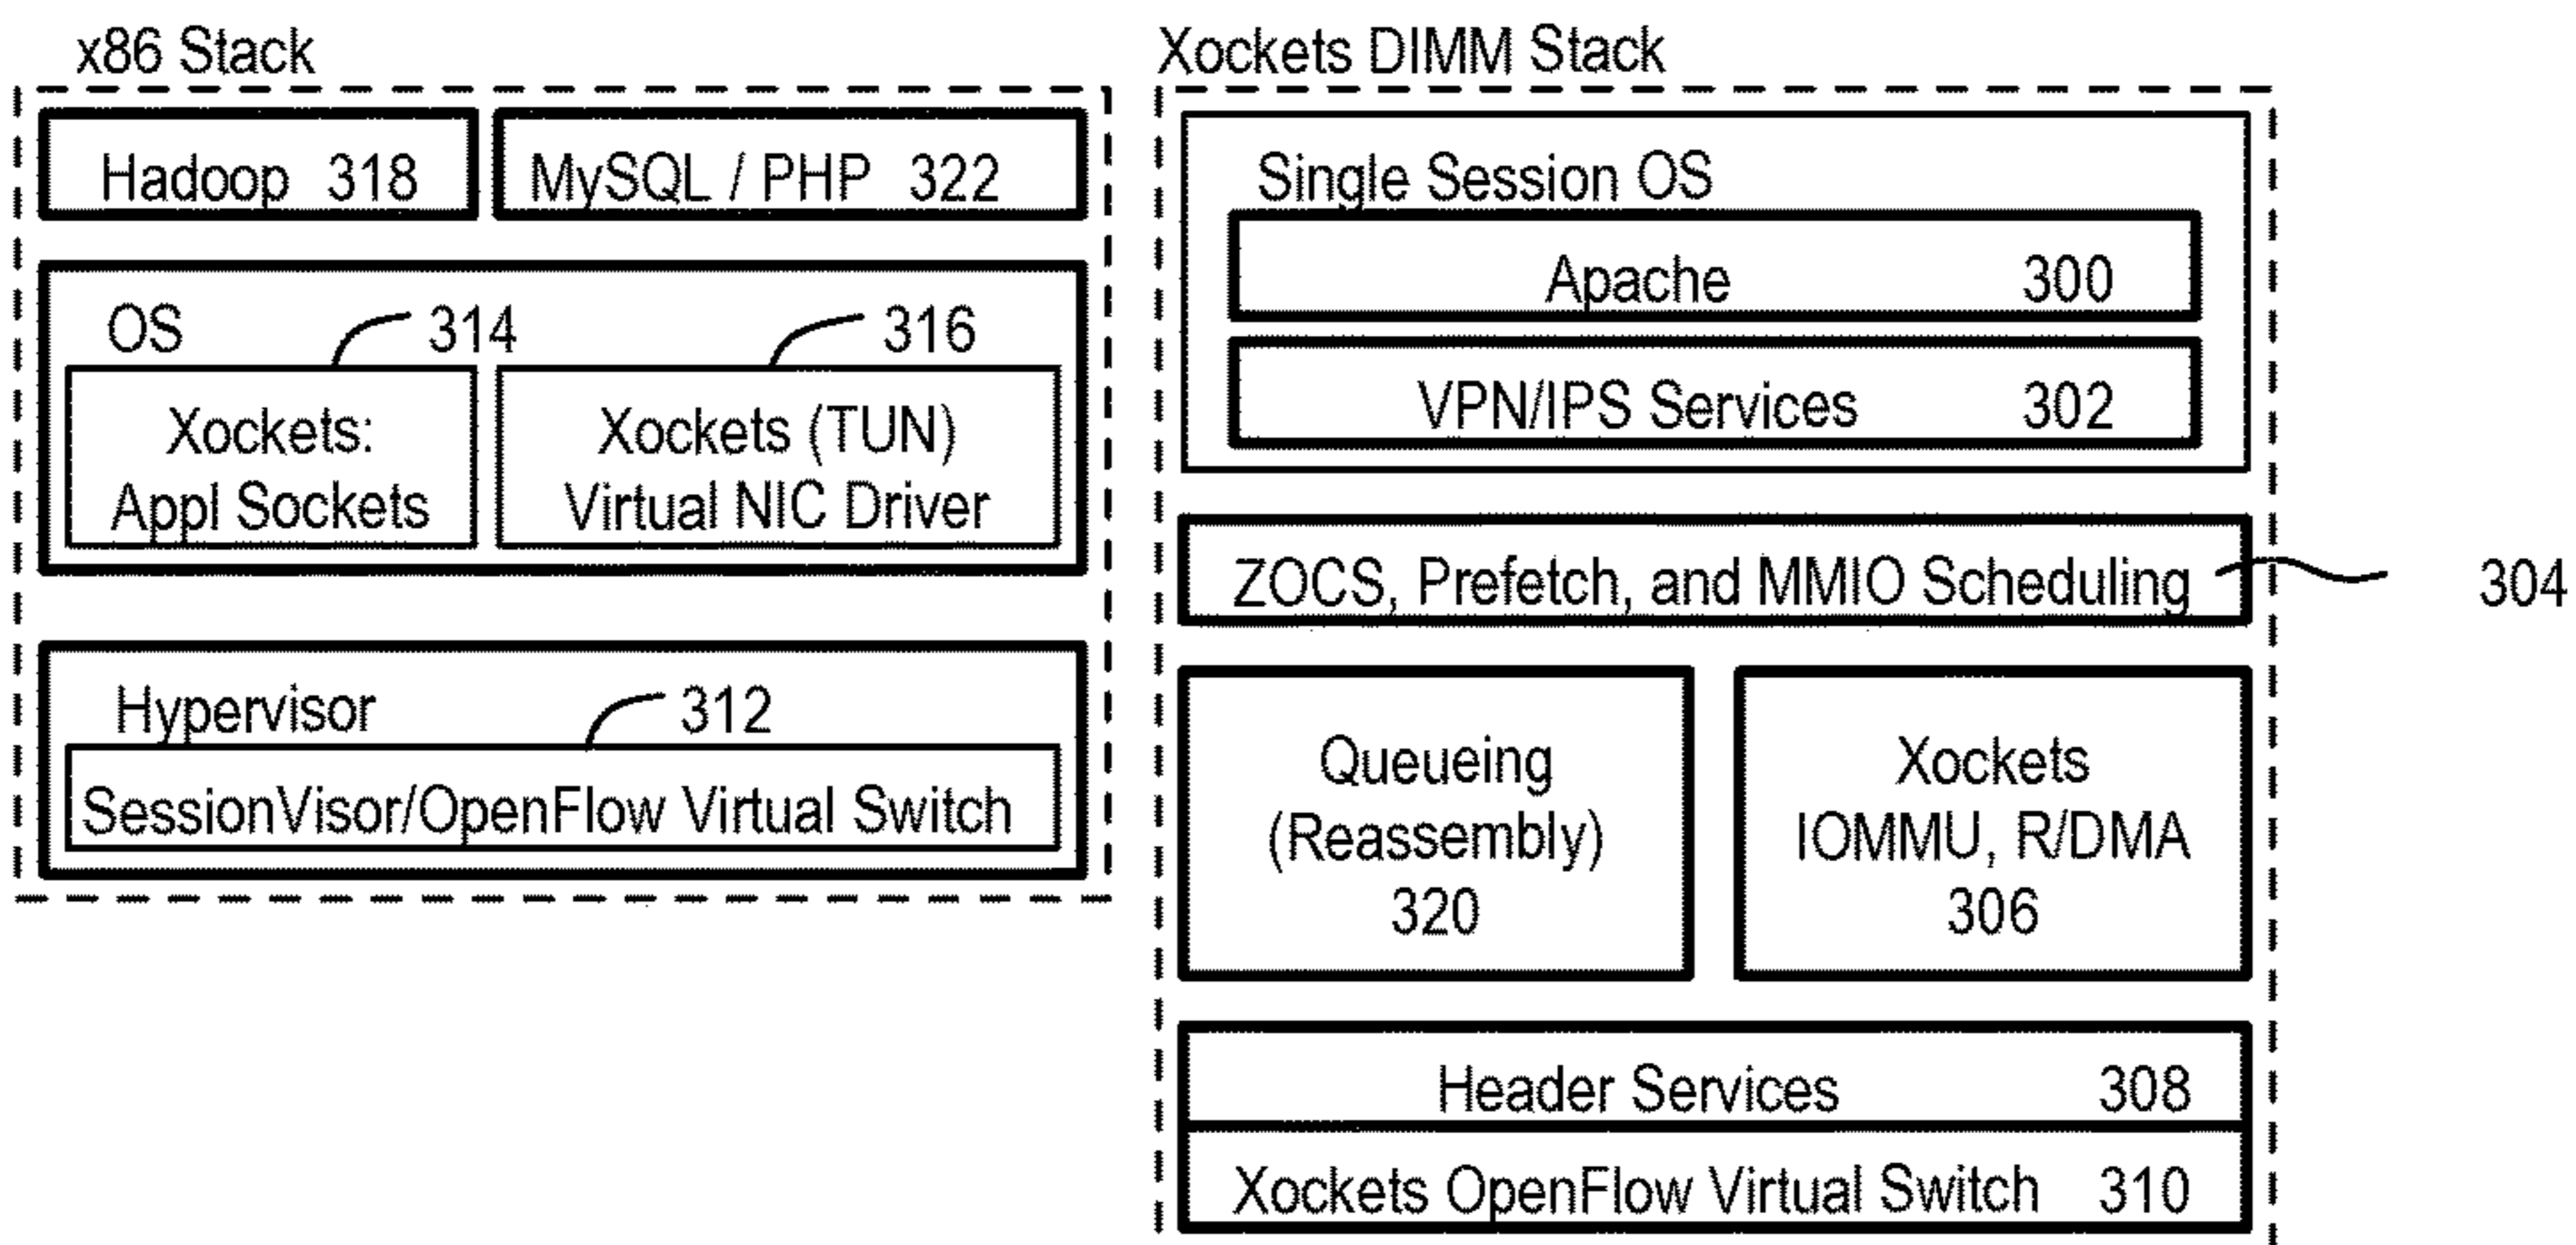 x86 Stack
Hadoop 318
MySQL / PHP 322
OS
314
316
Xockets:
Appl Sockets
Xockets (TUN)
Virtual NIC Driver
Hypervisor
312
SessionVisor/OpenFlow Virtual Switch
Xockets DIMM Stack
Single Session OS
Apache 300
VPN/IPS Services 302
ZOCS, Prefetch, and MMIO Scheduling
304
Queueing
(Reassembly)
320
Xockets
IOMMU, R/DMA
306
Header Services 308
Xockets OpenFlow Virtual Switch 310